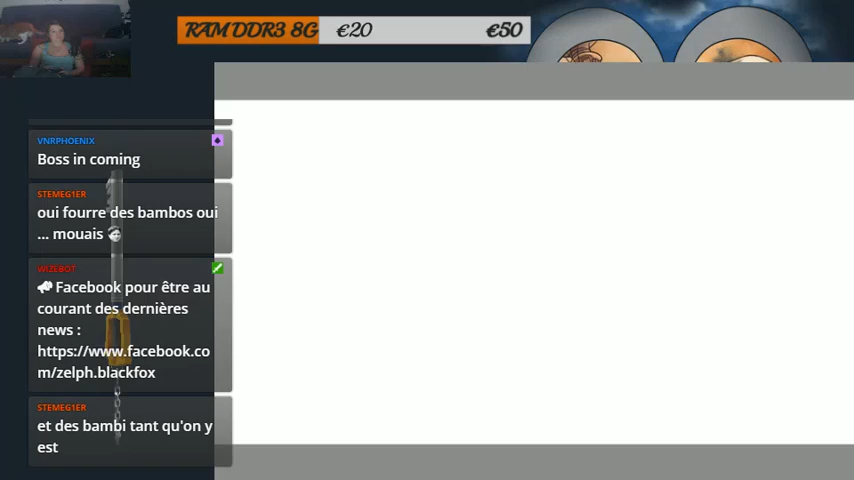 RAM DDR3 8G €20 €50
VNRPHOENIX
Boss in coming
STEMEG1ER
oui fourre des bambos oui
... mouais
WIZEBOT
Facebook pour être au
courant des dernières
news :
https://www.facebook.co
m/zelph.blackfox
STEMEG1ER
et des bambi tant qu'on y
est